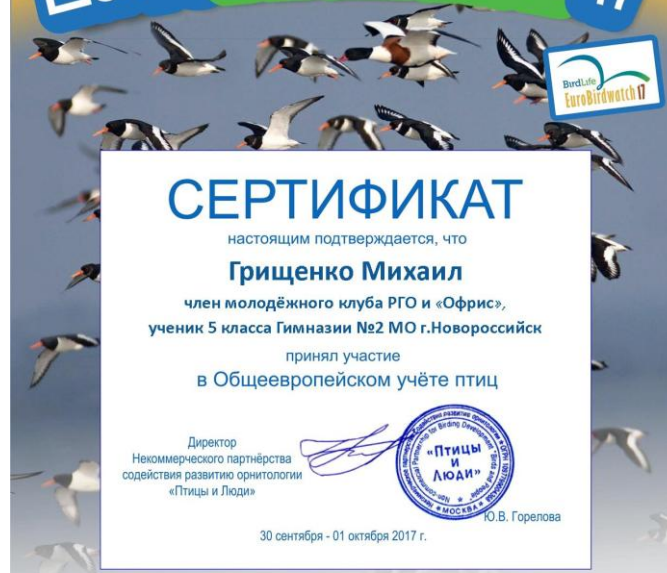 BirdLife
EuroBirdwatch 17
СЕРТИФИКАТ
настоящим подтверждается, что
Грищенко Михаил
член молодёжного клуба РГО и «Офрис»,
ученик 5 класса Гимназии №2 МО г.Новороссийск
принял участие
в Общеевропейском учёте птиц
Директор
Некоммерческого партнёрства
содействия развитию орнитологии
«Птицы и Люди»
«Птицы
и
Люди»
МОСКВА
Ю.В. Горелова
30 сентября - 01 октября 2017 г.